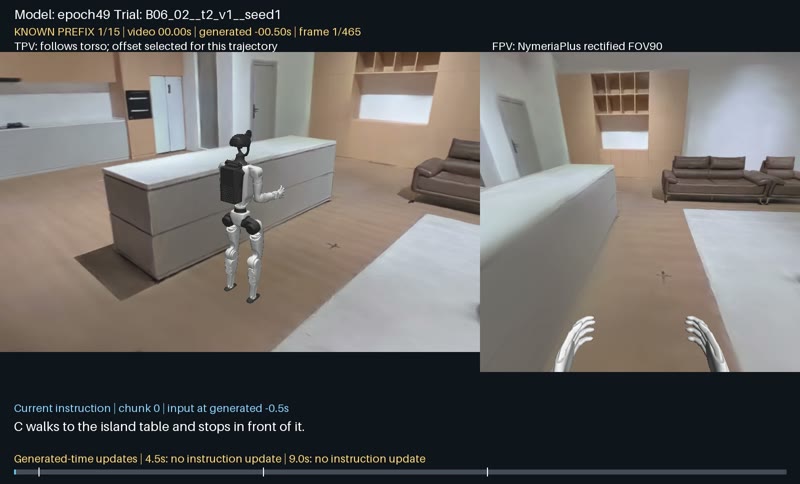 Model: epoch49 Trial: B06_02__t2_v1__seed1
KNOWN PREFIX 1/15 | video 00.00s | generated -00.50s | frame 1/465
TPV: follows torso; offset selected for this trajectory
FPV: NymeriaPlus rectified FOV90
Current instruction | chunk 0 | input at generated -0.5s
C walks to the island table and stops in front of it.
Generated-time updates | 4.5s: no instruction update | 9.0s: no instruction update